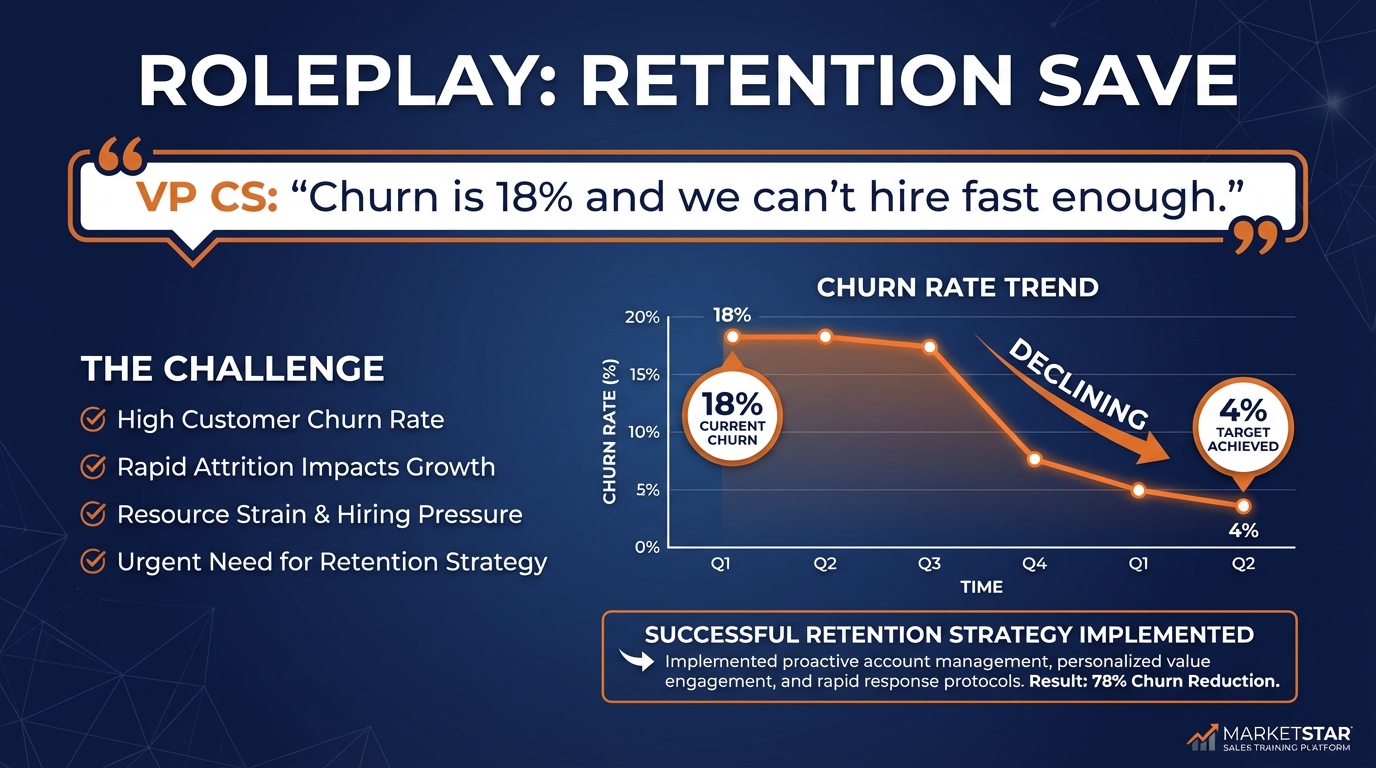 ROLEPLAY: RETENTION SAVE
“
VP CS: “Churn is 18% and we can’t hire fast enough.”
”
THE CHALLENGE
High Customer Churn Rate
Rapid Attrition Impacts Growth
Resource Strain & Hiring Pressure
Urgent Need for Retention Strategy
CHURN RATE TREND
CHURN RATE (%)
20%
15%
10%
5%
0%
18%
18%
CURRENT
CHURN
DECLINING
4%
TARGET
ACHIEVED
4%
Q1 Q2 Q3 Q4 Q1 Q2
TIME
SUCCESSFUL RETENTION STRATEGY IMPLEMENTED
Implemented proactive account management, personalized value
engagement, and rapid response protocols. Result: 78% Churn Reduction.
MARKETSTAR
SALES TRAINING PLATFORM